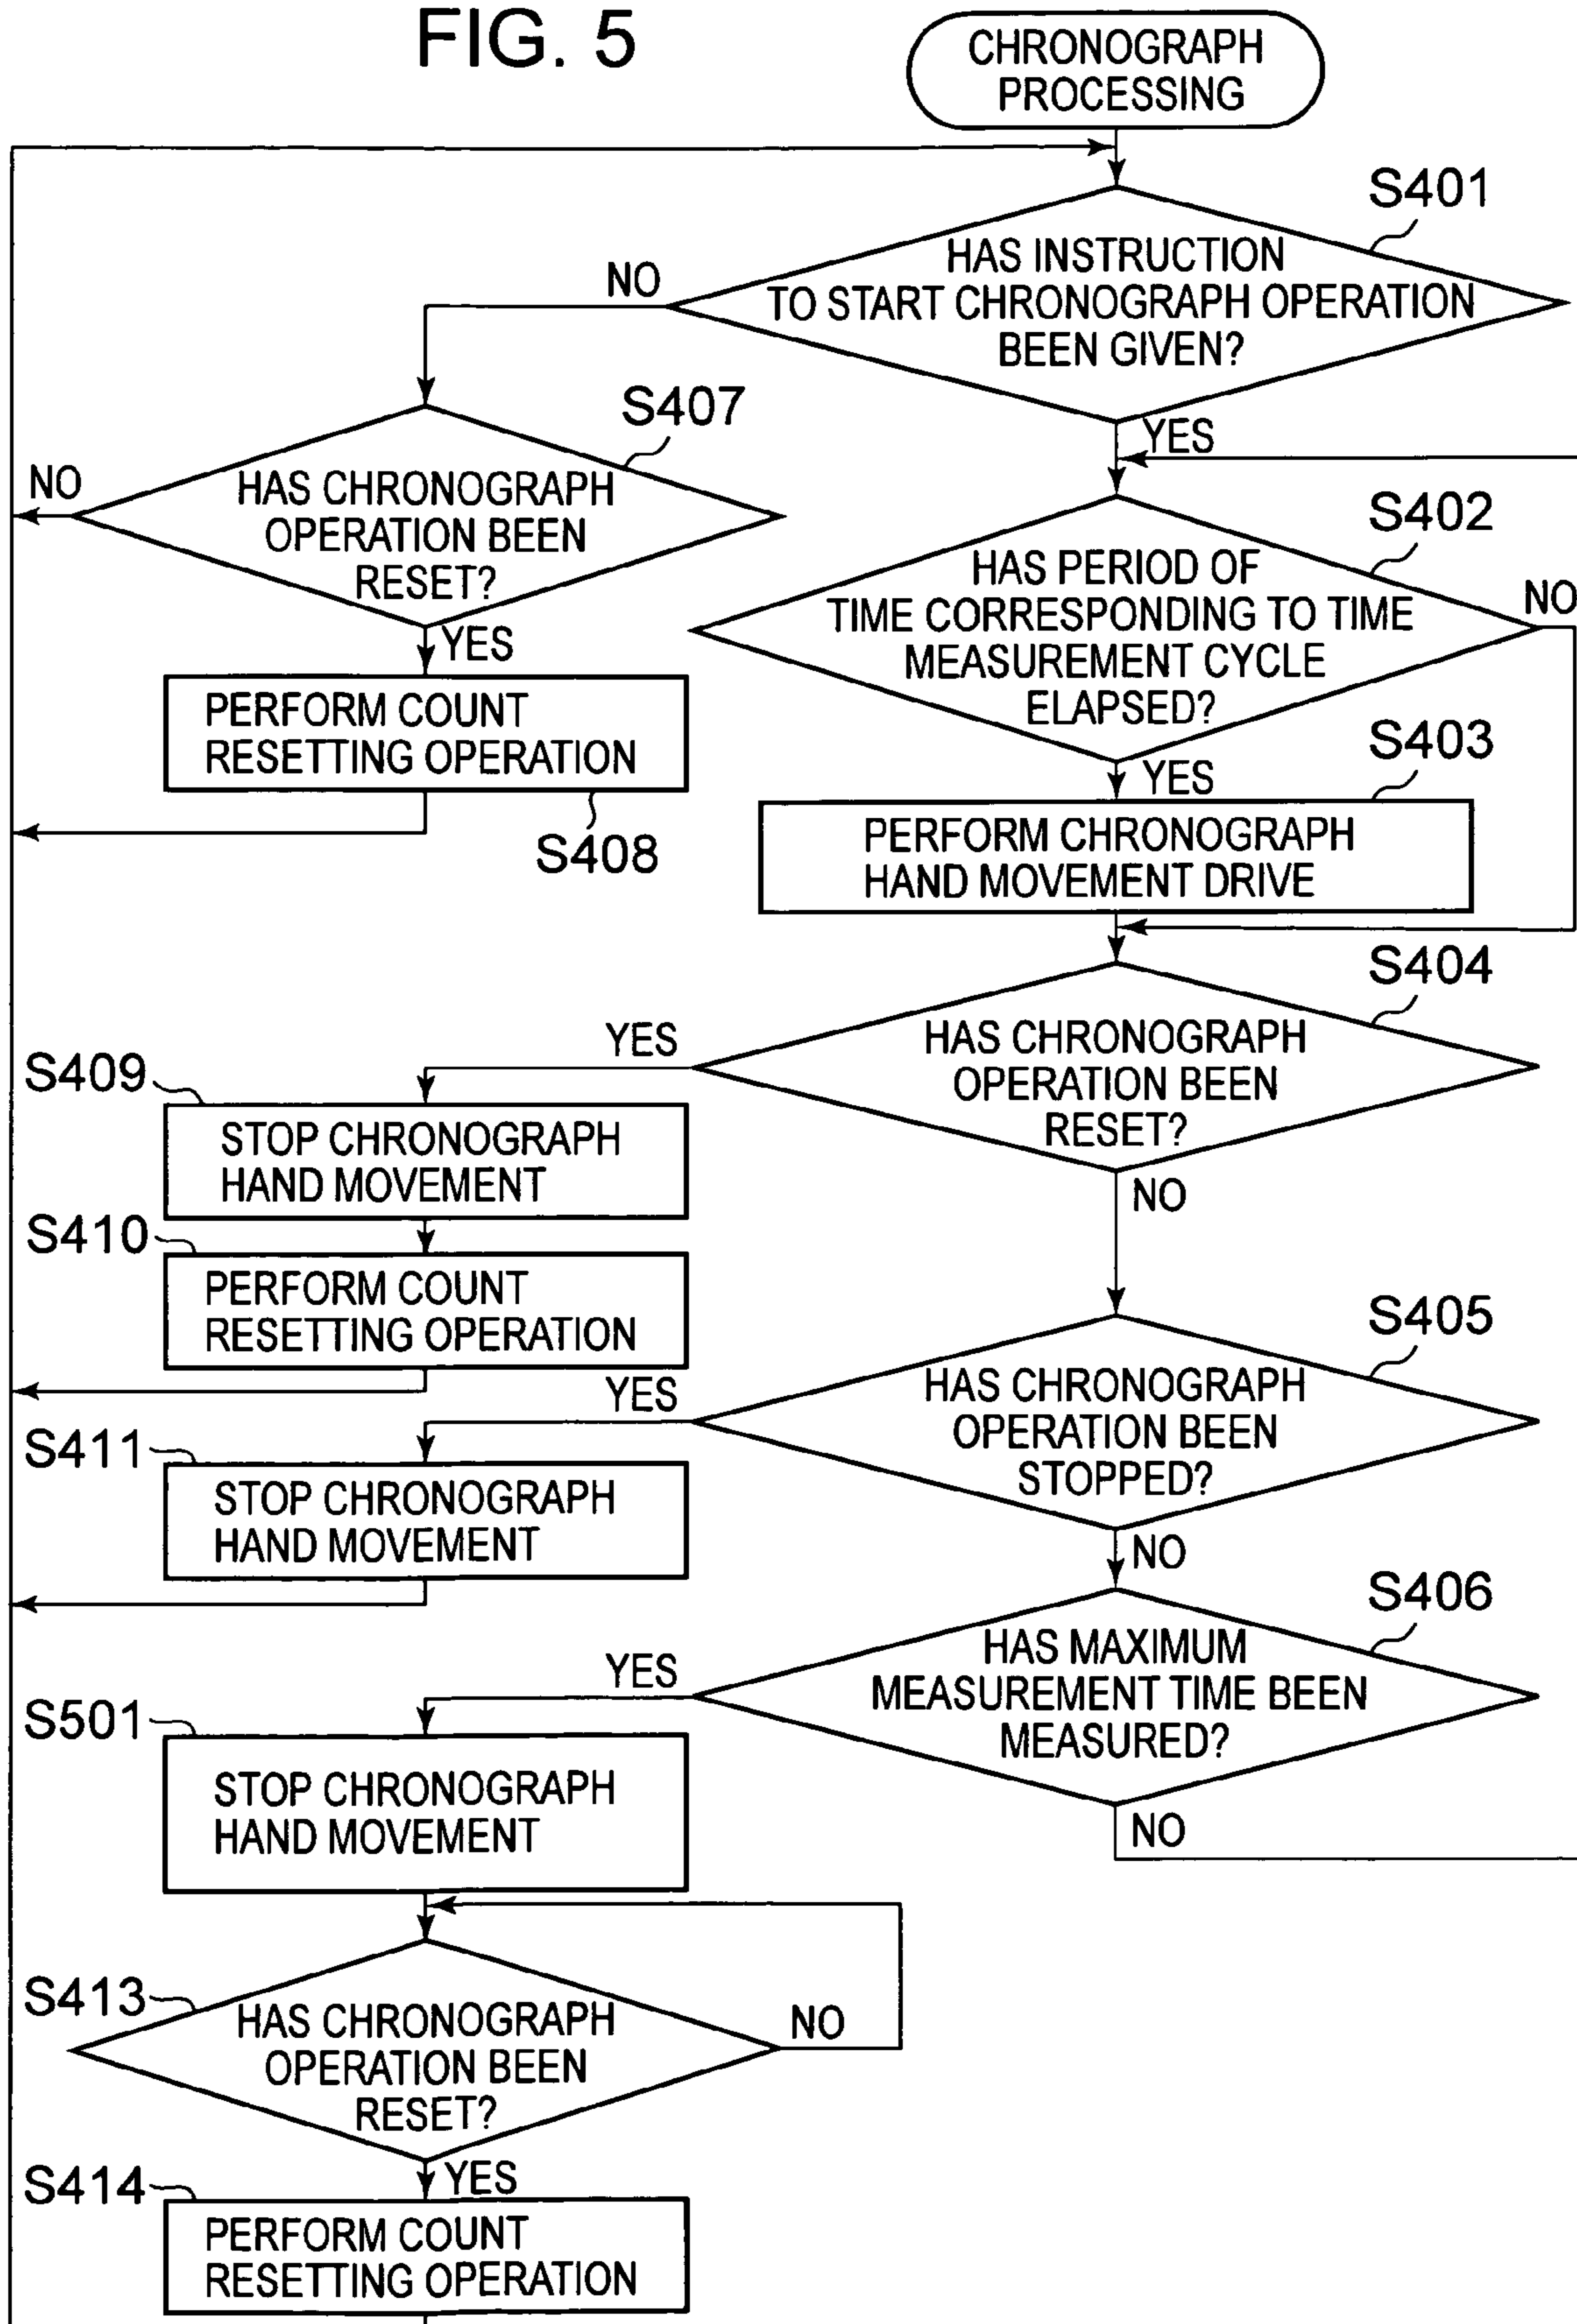 FIG. 5
CHRONOGRAPH
PROCESSING
S401
HAS INSTRUCTION
TO START CHRONOGRAPH OPERATION
BEEN GIVEN?
NO
YES
S407
HAS CHRONOGRAPH
OPERATION BEEN
RESET?
NO
YES
PERFORM COUNT
RESETTING OPERATION
S408
S402
HAS PERIOD OF
TIME CORRESPONDING TO TIME
MEASUREMENT CYCLE
ELAPSED?
NO
YES
S403
PERFORM CHRONOGRAPH
HAND MOVEMENT DRIVE
S404
HAS CHRONOGRAPH
OPERATION BEEN
RESET?
YES
NO
S409
STOP CHRONOGRAPH
HAND MOVEMENT
S410
PERFORM COUNT
RESETTING OPERATION
S405
HAS CHRONOGRAPH
OPERATION BEEN
STOPPED?
YES
NO
S411
STOP CHRONOGRAPH
HAND MOVEMENT
S406
HAS MAXIMUM
MEASUREMENT TIME BEEN
MEASURED?
YES
NO
S501
STOP CHRONOGRAPH
HAND MOVEMENT
S413
HAS CHRONOGRAPH
OPERATION BEEN
RESET?
NO
YES
S414
PERFORM COUNT
RESETTING OPERATION